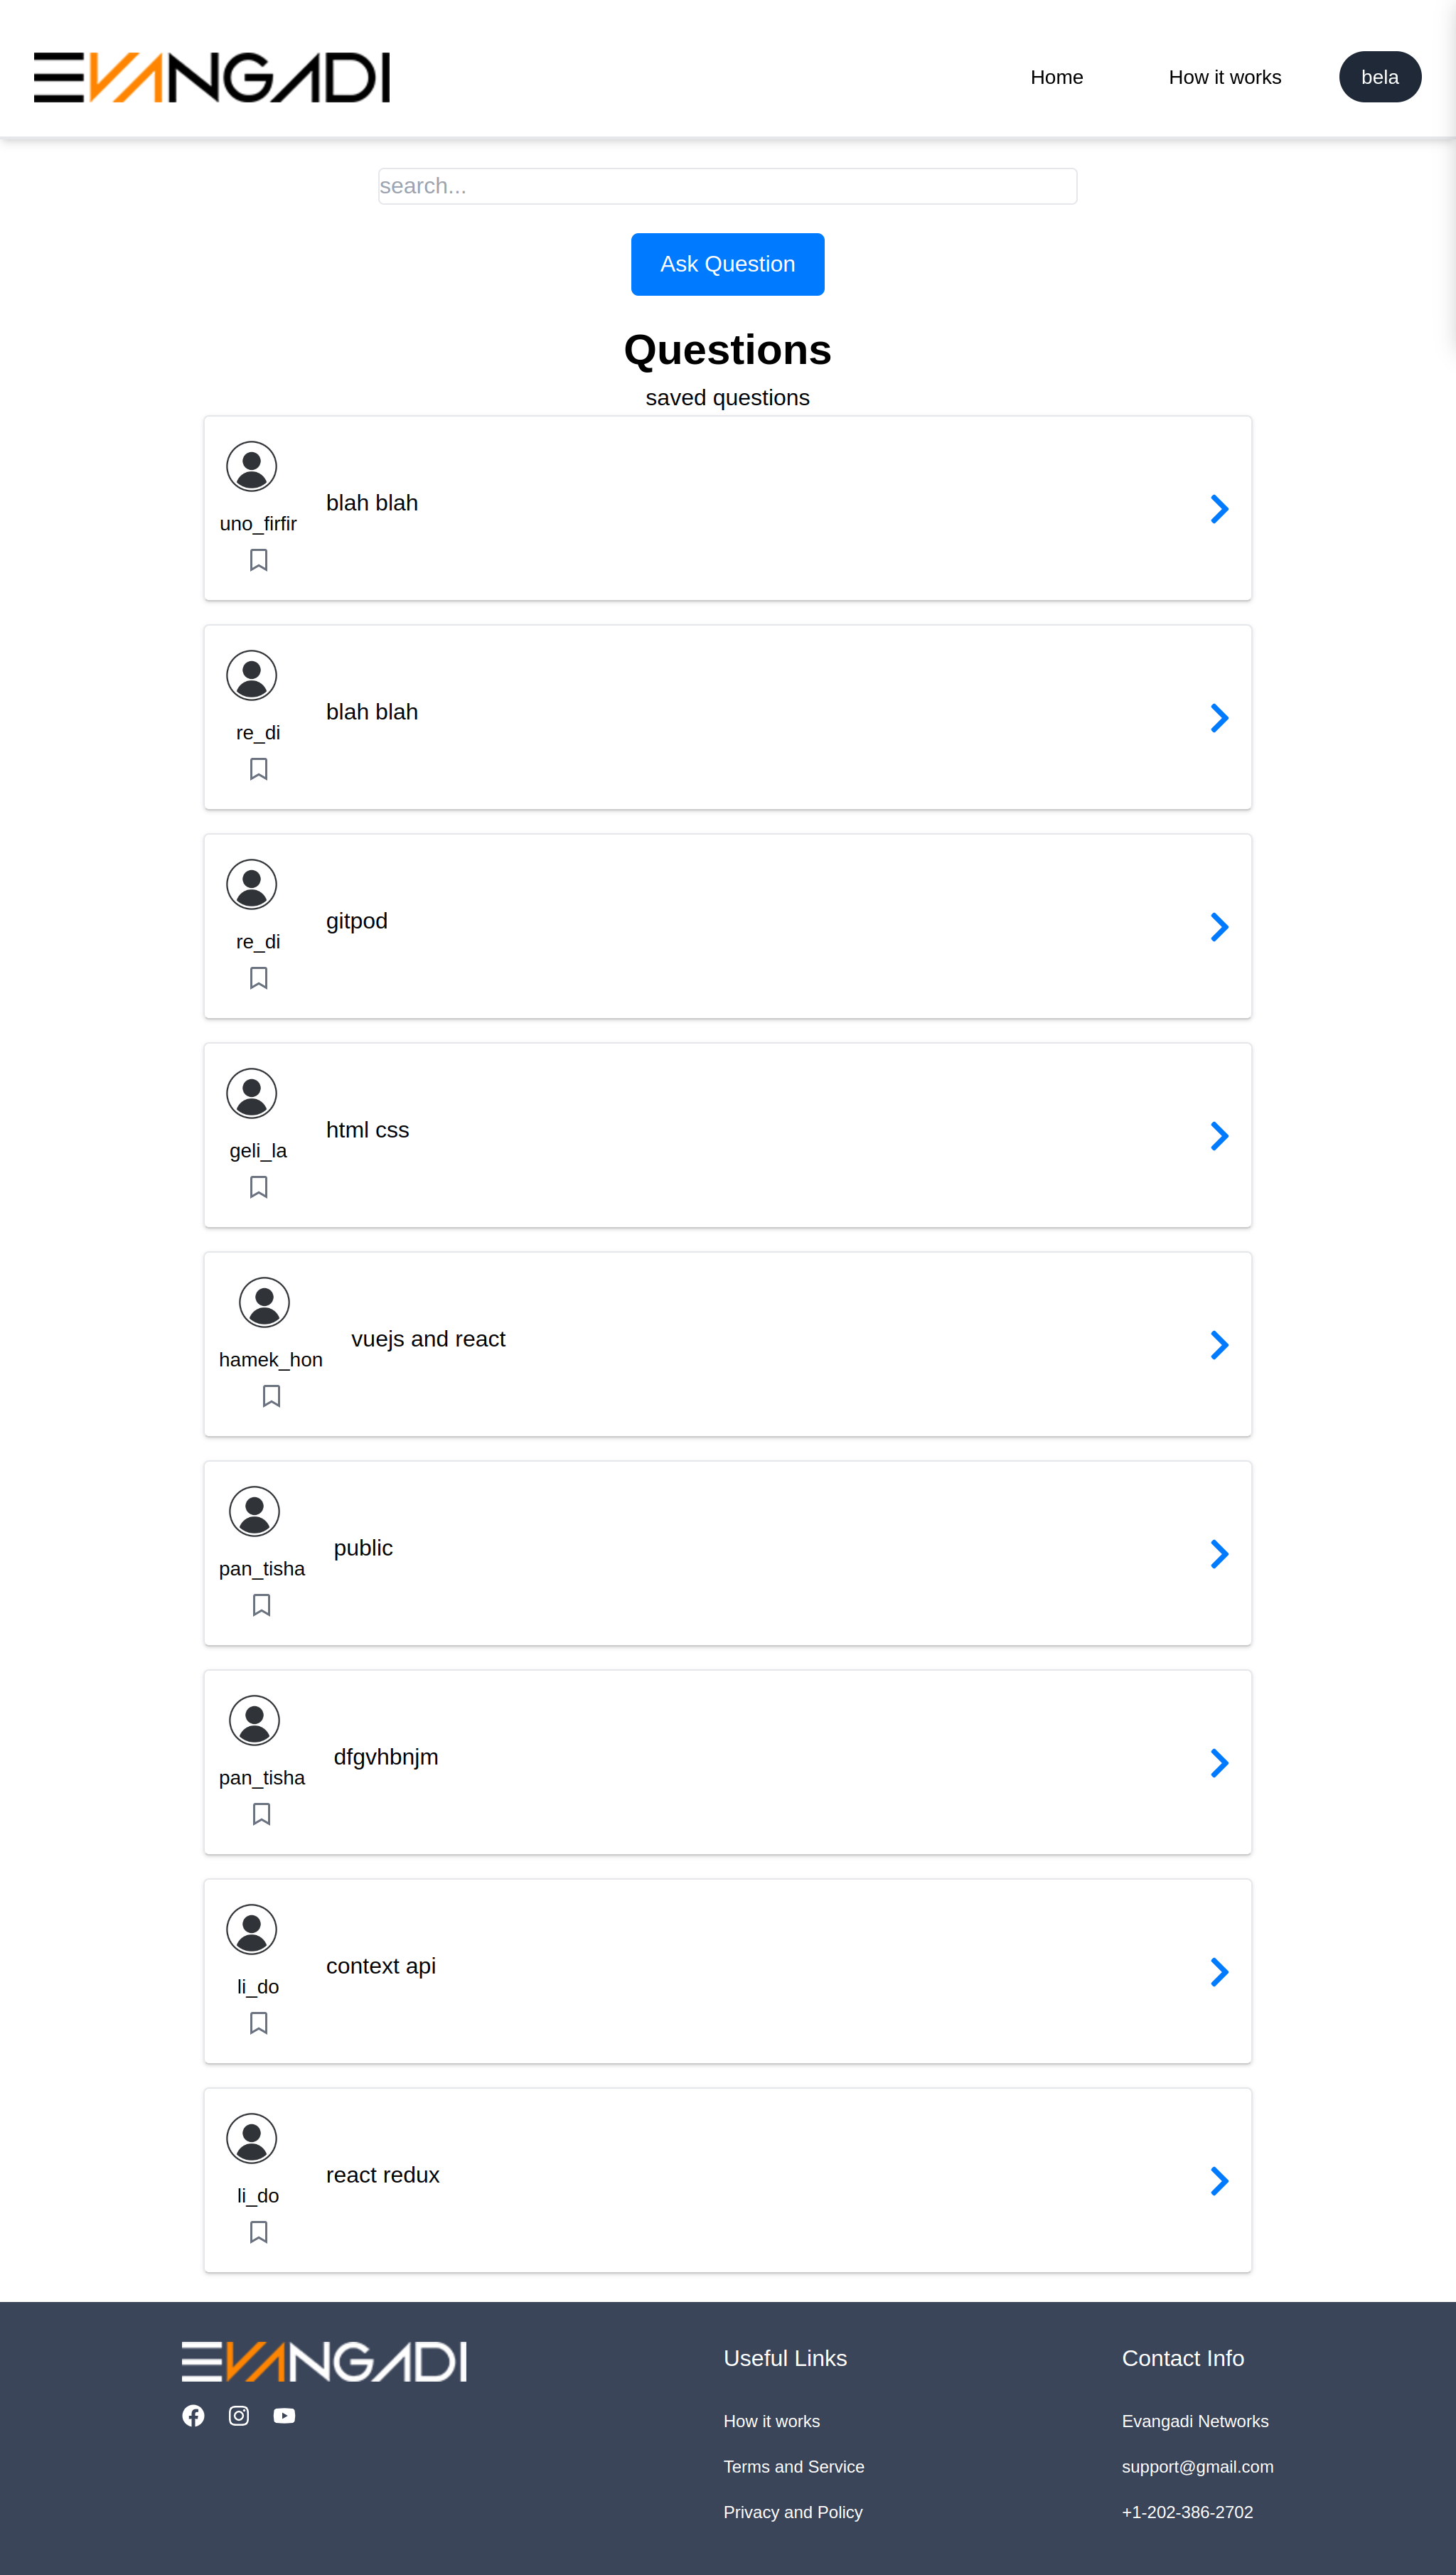 EVANGADI
Home
How it works
bela
search...
Ask Question
Questions
saved questions
uno_firfir
blah blah
re_di
blah blah
re_di
gitpod
geli_la
html css
hamek_hon
vuejs and react
pan_tisha
public
pan_tisha
dfgvhbnjm
li_do
context api
li_do
react redux
EVANGADI
Useful Links
How it works
Terms and Service
Privacy and Policy
Contact Info
Evangadi Networks
support@gmail.com
+1-202-386-2702